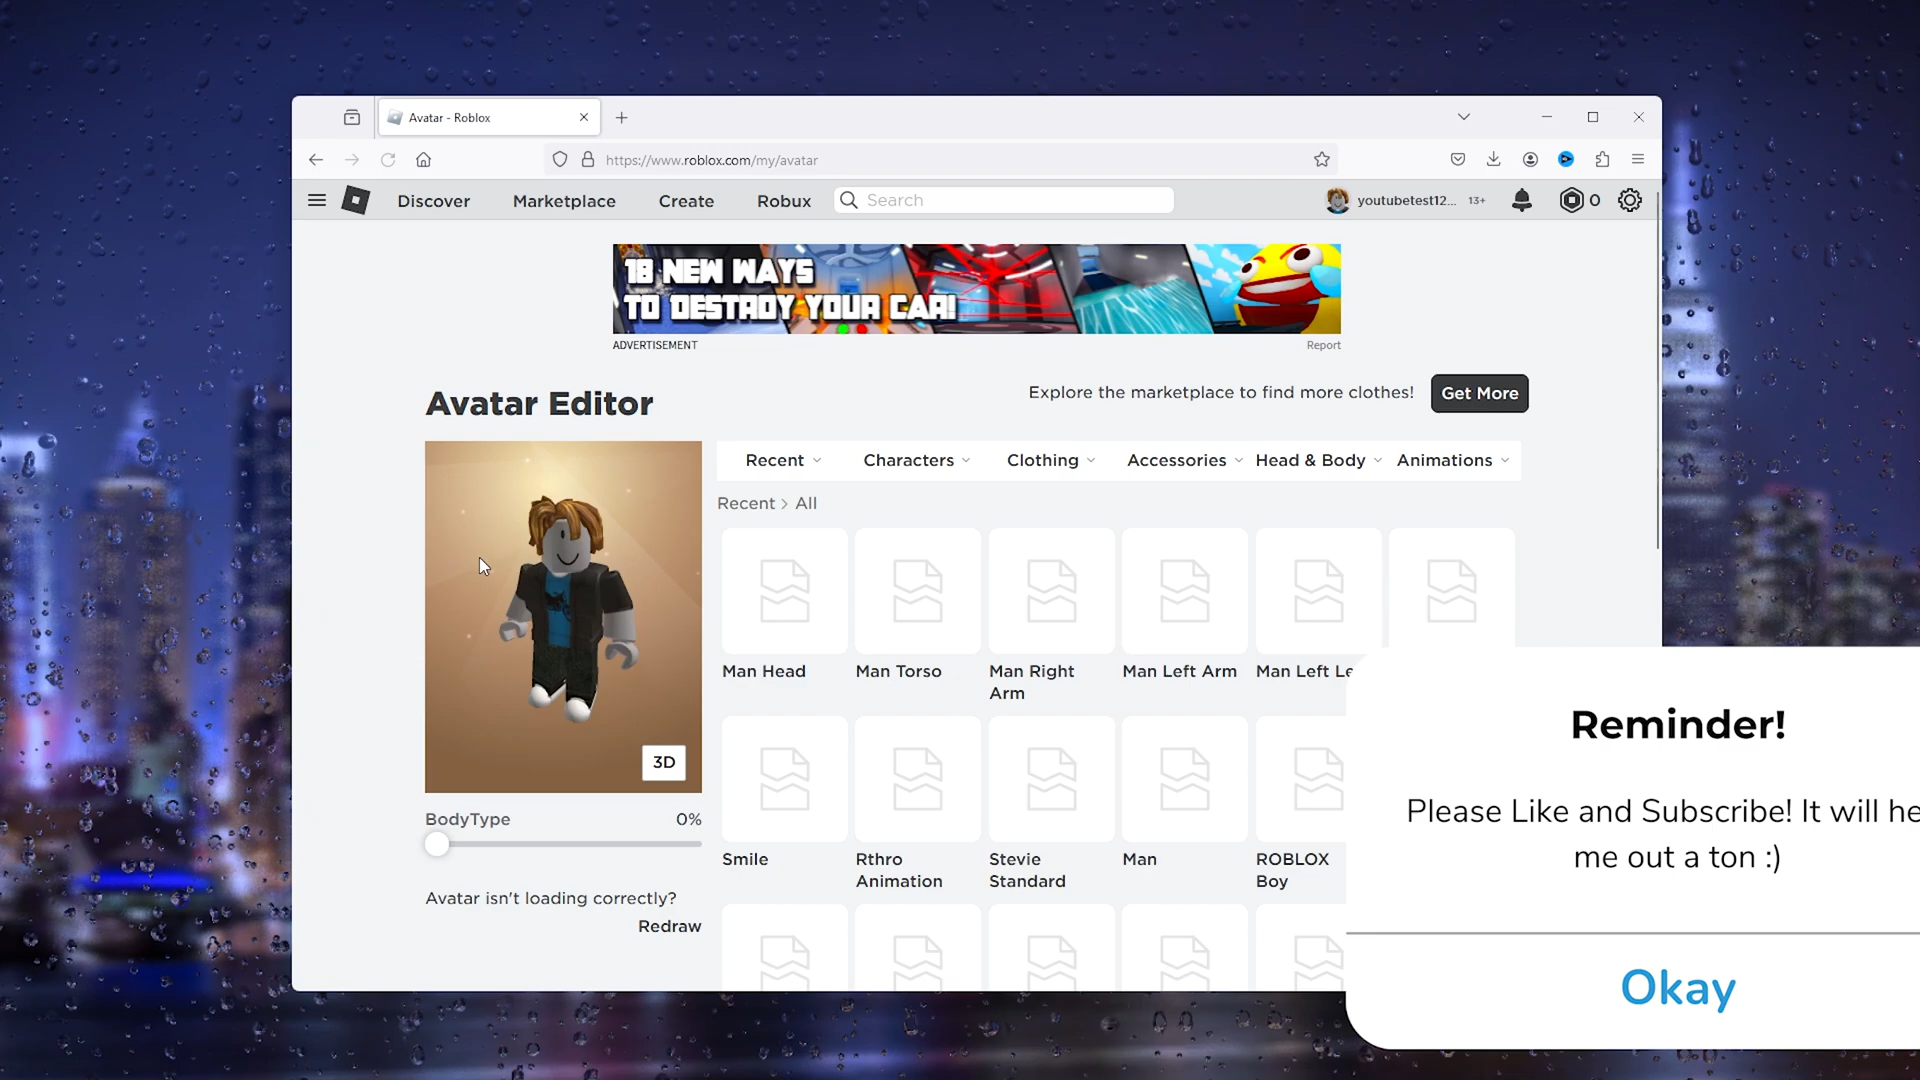 Avatar - Roblox
https://www.roblox.com/my/avatar
Discover
Marketplace
Create
Robux
Search
youtubetest12...
13+
0
18 NEW WAYS
TO DESTROY YOUR CAR!
ADVERTISEMENT
Report
Avatar Editor
Explore the marketplace to find more clothes!
Get More
Recent
Characters
Clothing
Accessories
Head & Body
Animations
Recent > All
3D
BodyType
0%
Avatar isn't loading correctly?
Redraw
Man Head
Man Torso
Man Right
Arm
Man Left Arm
Man Left Le
Smile
Rthro
Animation
Stevie
Standard
Man
ROBLOX
Boy
Reminder!
Please Like and Subscribe! It will he
me out a ton :)
Okay